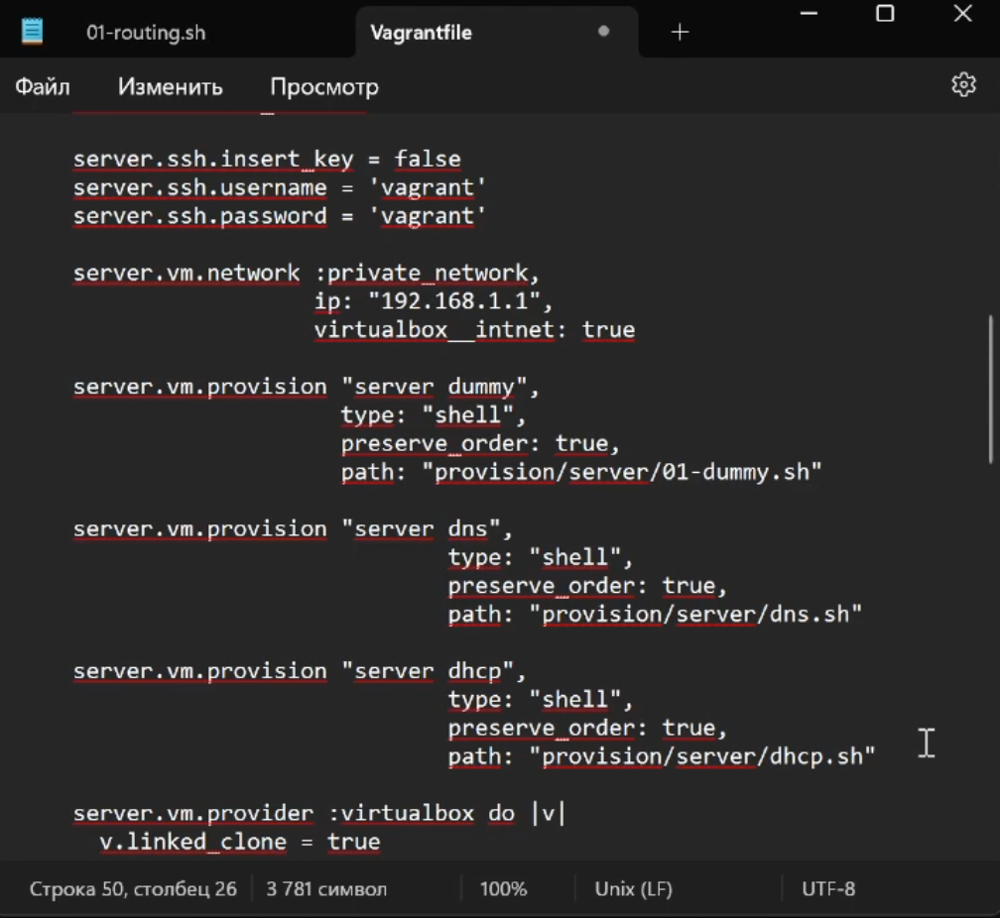 01-routing.sh
Vagrantfile
Файл Изменить Просмотр
server.ssh.insert_key = false
server.ssh.username = 'vagrant'
server.ssh.password = 'vagrant'
server.vm.network :private_network,
ip: "192.168.1.1",
virtualbox__intnet: true
server.vm.provision "server dummy",
type: "shell",
preserve_order: true,
path: "provision/server/01-dummy.sh"
server.vm.provision "server dns",
type: "shell",
preserve_order: true,
path: "provision/server/dns.sh"
server.vm.provision "server dhcp",
type: "shell",
preserve_order: true,
path: "provision/server/dhcp.sh"
server.vm.provider :virtualbox do |v|
v.linked_clone = true
Строка 50, столбец 26 3 781 символ 100% Unix (LF) UTF-8